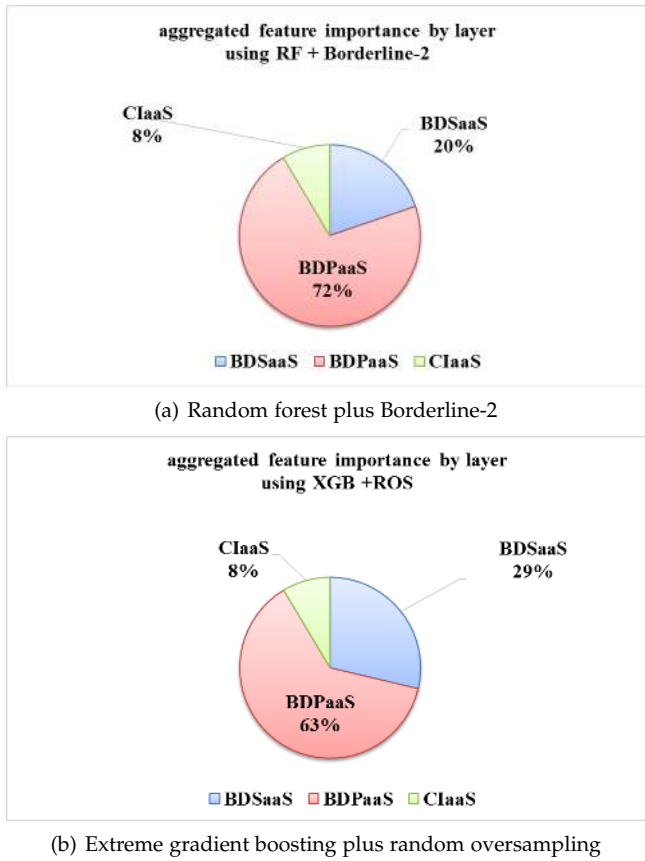 aggregated feature importance by layer
using RF + Borderline-2
CIaaS
8%
BDSaaS
20%
BDPaaS
72%
BDSaaS BDPaaS CIaaS
(a) Random forest plus Borderline-2
aggregated feature importance by layer
using XGB +ROS
CIaaS
8%
BDSaaS
29%
BDPaaS
63%
BDSaaS BDPaaS CIaaS
(b) Extreme gradient boosting plus random oversampling